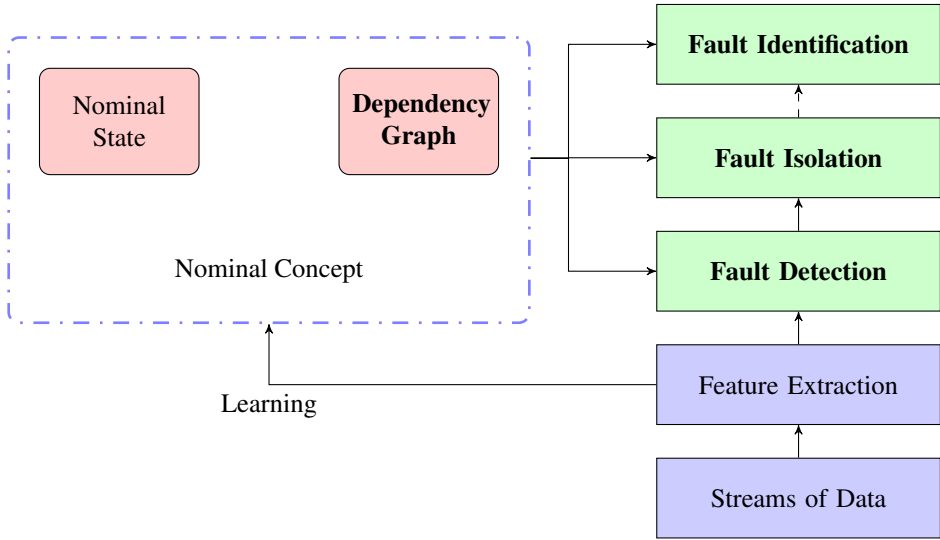 Nominal
State
Dependency
Graph
Nominal Concept
Learning
Fault Identification
Fault Isolation
Fault Detection
Feature Extraction
Streams of Data